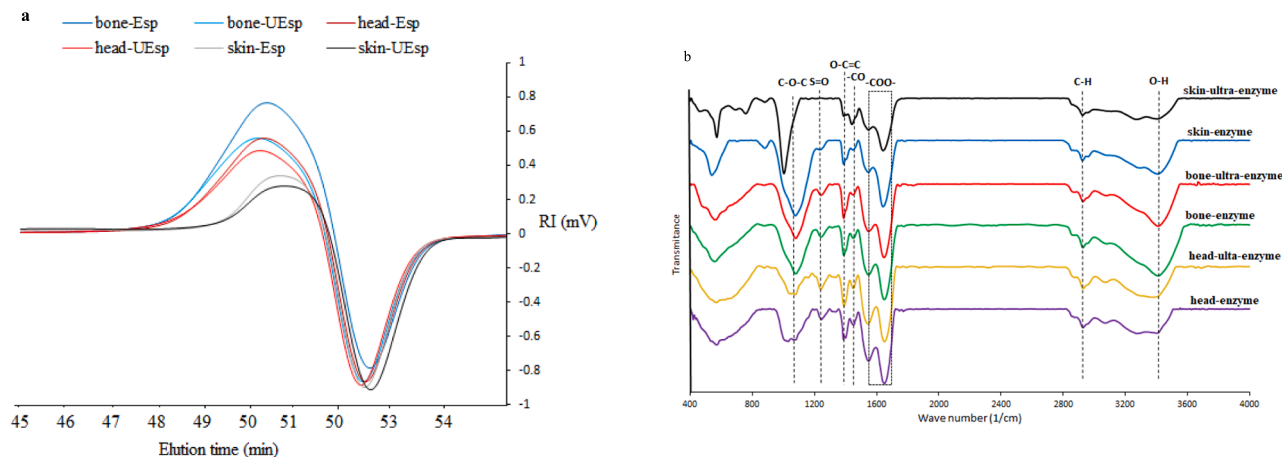 a
bone-Esp bone-UEsp head-Esp
head-UEsp skin-Esp skin-UEsp
1
0.8
0.6
0.4
0.2
RI (mV)
0
-0.2
-0.4
-0.6
-0.8
-1
45 47 48 49 50 51 50 53 54
Elution time (min)
b
O-C=C
C-O-C S=O -CO -COO- C-H O-H
skin-ultra-enzyme
skin-enzyme
bone-ultra-enzyme
bone-enzyme
head-ulta-enzyme
head-enzyme
Transmitance
400 800 1200 1600 2000 2400 2800 3200 3600 4000
Wave number (1/cm)